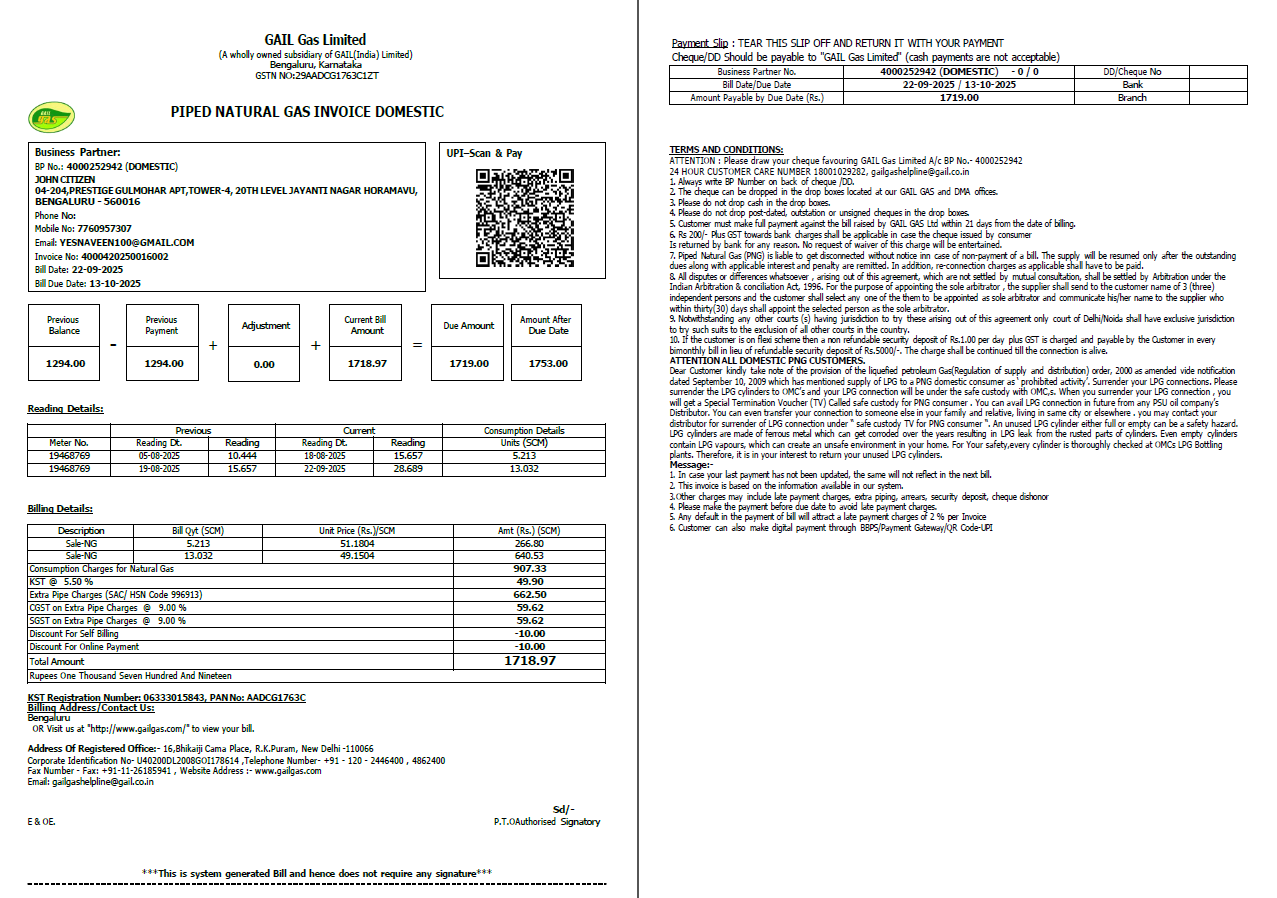 GAIL Gas Limited
(A wholly owned subsidiary of GAIL(India) Limited)
Bengaluru, Karnataka
GSTN NO:29AADCG1763C1ZT
PIPED NATURAL GAS INVOICE DOMESTIC
Business Partner:
BP No.: 4000252942 (DOMESTIC)
JOHN CITIZEN
04-204,PRESTIGE GULMOHAR APT,TOWER-4, 20TH LEVEL JAYANTI NAGAR HORAMAVU,
BENGALURU - 560016
Phone No:
Mobile No: 7760957307
Email: YESNAVEEN100@GMAIL.COM
Invoice No: 4000420250016002
Bill Date: 22-09-2025
Bill Due Date: 13-10-2025
UPI–Scan & Pay
Previous Balance 1294.00
-
Previous Payment 1294.00
+
Adjustment 0.00
+
Current Bill Amount 1718.97
=
Due Amount 1719.00
Amount After Due Date 1753.00
Reading Details:
Previous Current Consumption Details
Meter No. Reading Dt. Reading Reading Dt. Reading Units (SCM)
19468769 05-08-2025 10.444 18-08-2025 15.657 5.213
19468769 19-08-2025 15.657 22-09-2025 28.689 13.032
Billing Details:
Description Bill Qyt (SCM) Unit Price (Rs.)/SCM Amt (Rs.) (SCM)
Sale-NG 5.213 51.1804 266.80
Sale-NG 13.032 49.1504 640.53
Consumption Charges for Natural Gas 907.33
KST @ 5.50 % 49.90
Extra Pipe Charges (SAC/ HSN Code 996913) 662.50
CGST on Extra Pipe Charges @ 9.00 % 59.62
SGST on Extra Pipe Charges @ 9.00 % 59.62
Discount For Self Billing -10.00
Discount For Online Payment -10.00
Total Amount 1718.97
Rupees One Thousand Seven Hundred And Nineteen
KST Registration Number: 06333015843, PAN No: AADCG1763C
Billing Address/Contact Us:
Bengaluru
OR Visit us at "http://www.gailgas.com/" to view your bill.
Address Of Registered Office:- 16,Bhikaiji Cama Place, R.K.Puram, New Delhi -110066
Corporate Identification No- U40200DL2008GOI178614 ,Telephone Number- +91 - 120 - 2446400 , 4862400
Fax Number - Fax: +91-11-26185941 , Website Address :- www.gailgas.com
Email: gailgashelpline@gail.co.in
Sd/-
E & OE. P.T.OAuthorised Signatory
***This is system generated Bill and hence does not require any signature***
Payment Slip : TEAR THIS SLIP OFF AND RETURN IT WITH YOUR PAYMENT
Cheque/DD Should be payable to "GAIL Gas Limited" (cash payments are not acceptable)
Business Partner No. 4000252942 (DOMESTIC) - 0 / 0 DD/Cheque No
Bill Date/Due Date 22-09-2025 / 13-10-2025 Bank
Amount Payable by Due Date (Rs.) 1719.00 Branch
TERMS AND CONDITIONS:
ATTENTION : Please draw your cheque favouring GAIL Gas Limited A/c BP No.- 4000252942
24 HOUR CUSTOMER CARE NUMBER 18001029282, gailgashelpline@gail.co.in
1. Always write BP Number on back of cheque /DD.
2. The cheque can be dropped in the drop boxes located at our GAIL GAS and DMA offices.
3. Please do not drop cash in the drop boxes.
4. Please do not drop post-dated, outstation or unsigned cheques in the drop boxes.
5. Customer must make full payment against the bill raised by GAIL GAS Ltd within 21 days from the date of billing.
6. Rs 200/- Plus GST towards bank charges shall be applicable in case the cheque issued by consumer
Is returned by bank for any reason. No request of waiver of this charge will be entertained.
7. Piped Natural Gas (PNG) is liable to get disconnected without notice inn case of non-payment of a bill. The supply will be resumed only after the outstanding
dues along with applicable interest and penalty are remitted. In addition, re-connection charges as applicable shall have to be paid.
8. All disputes or differences whatsoever , arising out of this agreement, which are not settled by mutual consultation, shall be settled by Arbitration under the
Indian Arbitration & conciliation Act, 1996. For the purpose of appointing the sole arbitrator , the supplier shall send to the customer name of 3 (three)
independent persons and the customer shall select any one of the them to be appointed as sole arbitrator and communicate his/her name to the supplier who
within thirty(30) days shall appoint the selected person as the sole arbitrator.
9. Notwithstanding any other courts (s) having jurisdiction to try these arising out of this agreement only court of Delhi/Noida shall have exclusive jurisdiction
to try such suits to the exclusion of all other courts in the country.
10. If the customer is on flexi scheme then a non refundable security deposit of Rs.1.00 per day plus GST is charged and payable by the Customer in every
bimonthly bill in lieu of refundable security deposit of Rs.5000/-. The charge shall be continued till the connection is alive.
ATTENTION ALL DOMESTIC PNG CUSTOMERS.
Dear Customer kindly take note of the provision of the liquefied petroleum Gas(Regulation of supply and distribution) order, 2000 as amended vide notification
dated September 10, 2009 which has mentioned supply of LPG to a PNG domestic consumer as ‘ prohibited activity’. Surrender your LPG connections. Please
surrender the LPG cylinders to OMC’s and your LPG connection will be under the safe custody with OMC,s. When you surrender your LPG connection , you
will get a Special Termination Voucher (TV) Called safe custody for PNG consumer . You can avail LPG connection in future from any PSU oil company’s
Distributor. You can even transfer your connection to someone else in your family and relative, living in same city or elsewhere . you may contact your
distributor for surrender of LPG connection under “ safe custody TV for PNG consumer “. An unused LPG cylinder either full or empty can be a safety hazard.
LPG cylinders are made of ferrous metal which can get corroded over the years resulting in LPG leak from the rusted parts of cylinders. Even empty cylinders
contain LPG vapours, which can create an unsafe environment in your home. For Your safety,every cylinder is thoroughly checked at OMCs LPG Bottling
plants. Therefore, it is in your interest to return your unused LPG cylinders.
Message:-
1. In case your last payment has not been updated, the same will not reflect in the next bill.
2. This invoice is based on the information available in our system.
3.Other charges may include late payment charges, extra piping, arrears, security deposit, cheque dishonor
4. Please make the payment before due date to avoid late payment charges.
5. Any default in the payment of bill will attract a late payment charges of 2 % per Invoice
6. Customer can also make digital payment through BBPS/Payment Gateway/QR Code-UPI